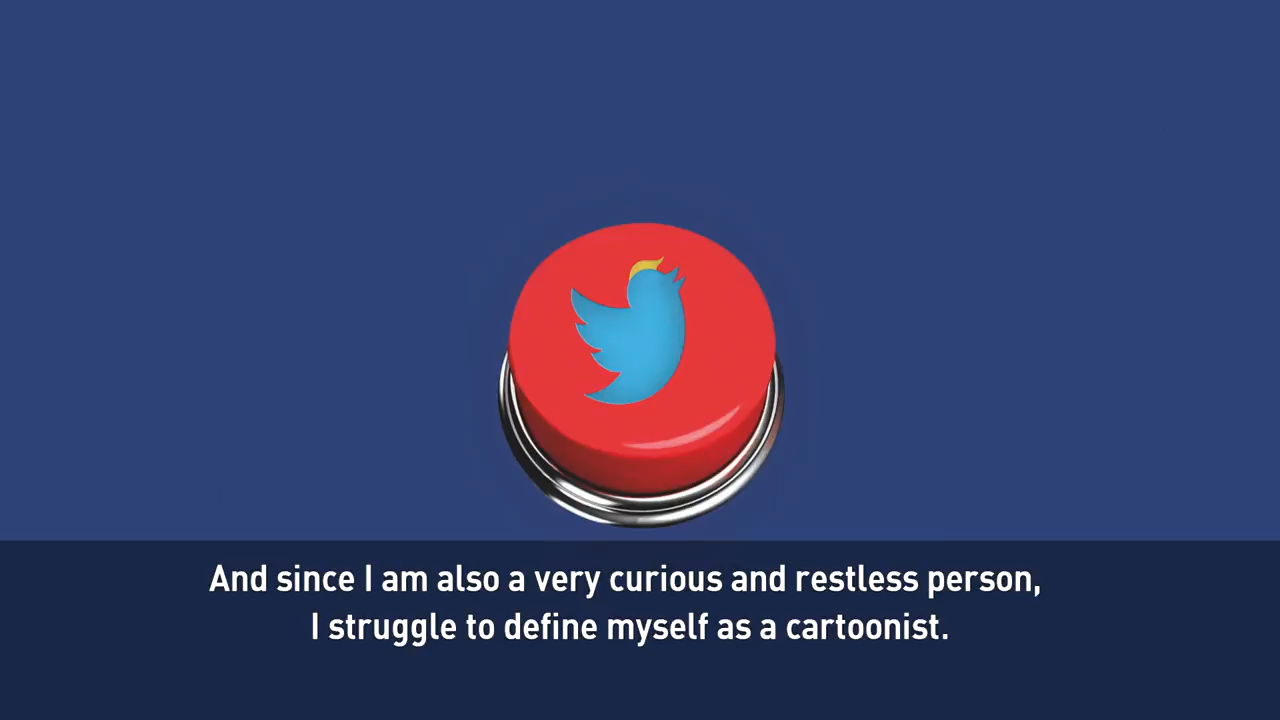 And since I am also a very curious and restless person,
I struggle to define myself as a cartoonist.